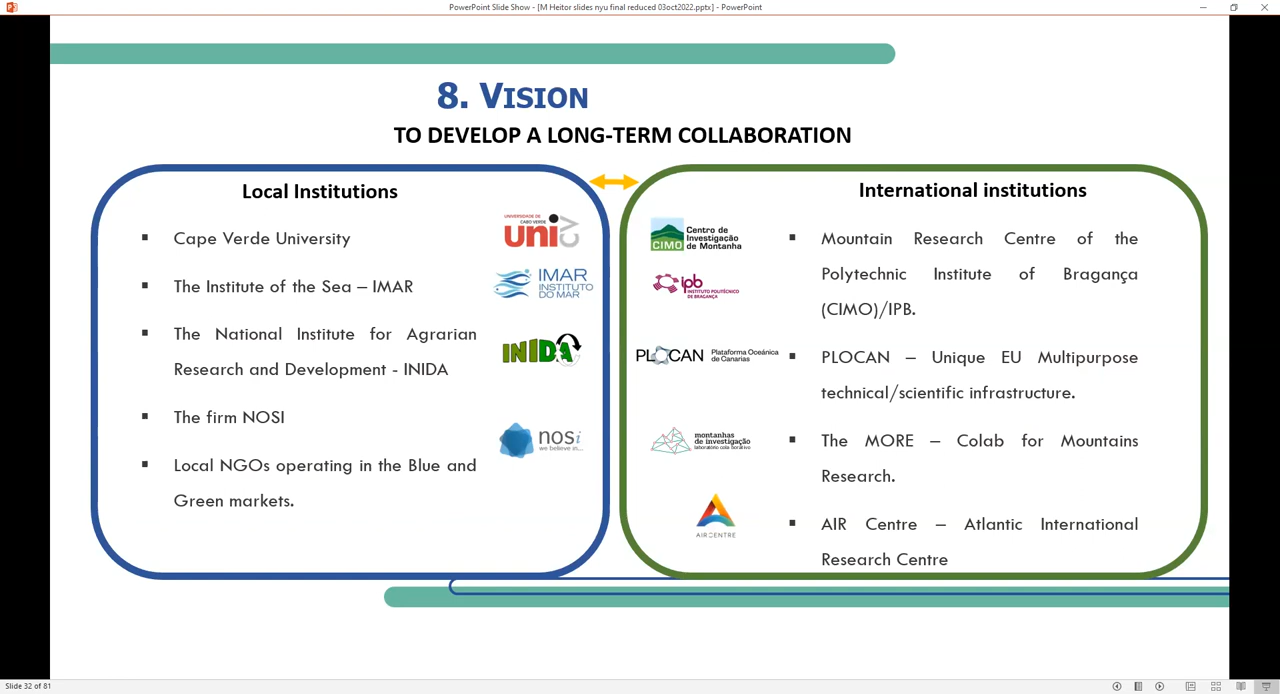 PowerPoint Slide Show - [M Heitor slides nyu final reduced 03oct2022.pptx] - PowerPoint
8. VISION
TO DEVELOP A LONG-TERM COLLABORATION
Local Institutions
▪ Cape Verde University
▪ The Institute of the Sea – IMAR
▪ The National Institute for Agrarian
Research and Development - INIDA
▪ The firm NOSI
▪ Local NGOs operating in the Blue and
Green markets.
UNIVERSIDADE DE
CABO VERDE
uni CV
IMAR
INSTITUTO
DO MAR
INIDA
nosi
we believe in...
International institutions
CIMO
Centro de
Investigação
de Montanha
ipb
INSTITUTO POLITÉCNICO
DE BRAGANÇA
PLOCAN
Plataforma Oceánica
de Canarias
montanhas
de investigação
laboratório colaborativo
AIR CENTRE
▪ Mountain Research Centre of the
Polytechnic Institute of Bragança
(CIMO)/IPB.
▪ PLOCAN – Unique EU Multipurpose
technical/scientific infrastructure.
▪ The MORE – Colab for Mountains
Research.
▪ AIR Centre – Atlantic International
Research Centre
Slide 32 of 81